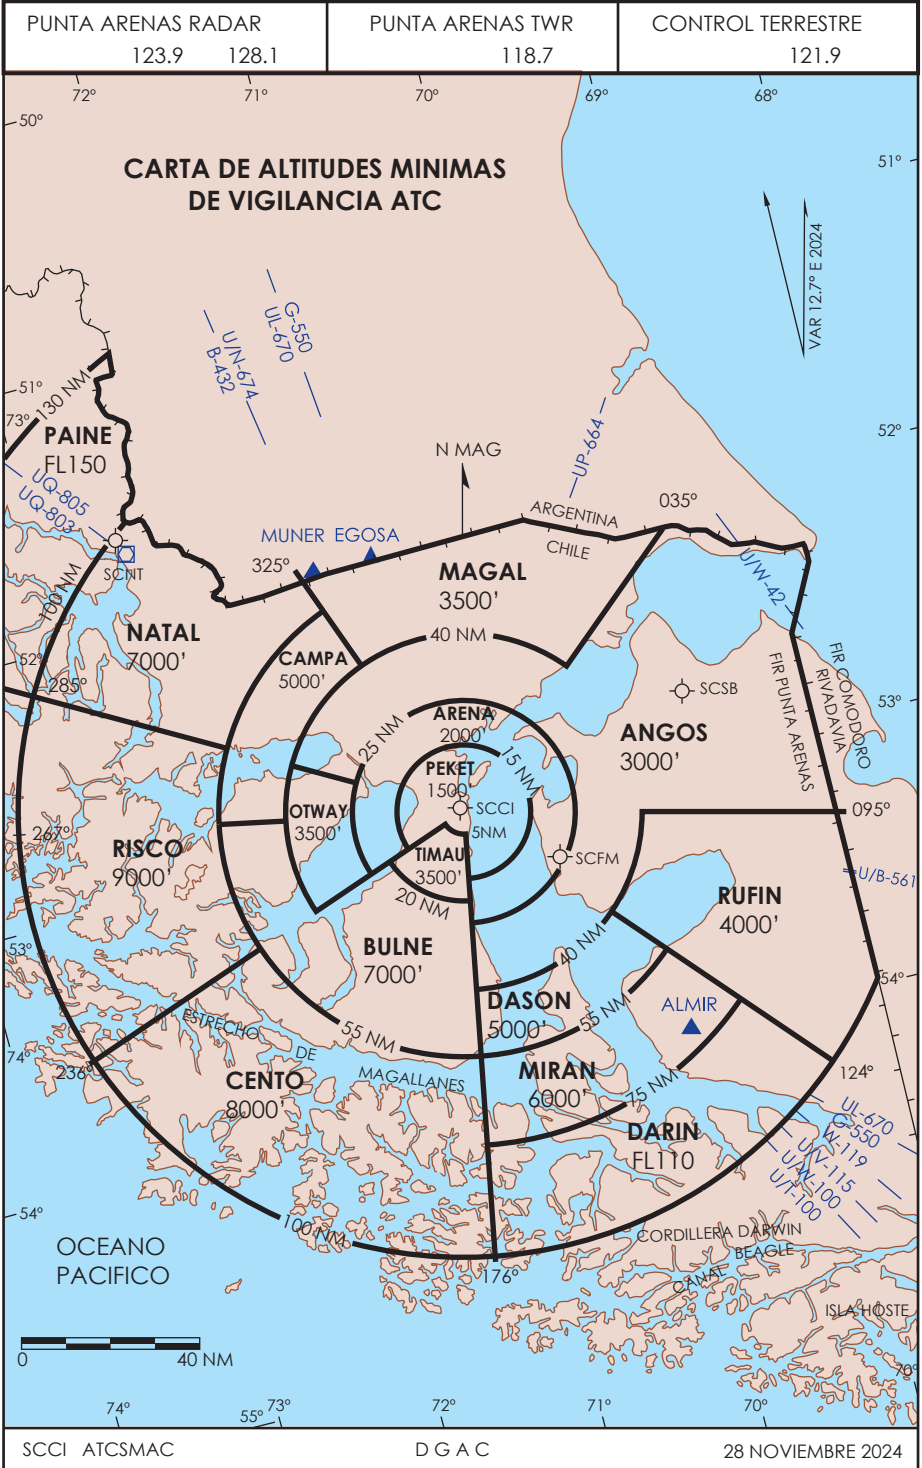 PUNTA ARENAS RADAR
123.9 128.1
PUNTA ARENAS TWR
118.7
CONTROL TERRESTRE
121.9
72° 71° 70° 69° 68°
50°
51°
CARTA DE ALTITUDES MINIMAS
DE VIGILANCIA ATC
VAR 12.7° E 2024
G-550
UL-670
U/N-674
B-432
51°
130 NM
73°
52°
PAINE
FL150
N MAG
UP-664
UQ-805
UQ-803
ARGENTINA
035°
MUNER EGOSA
CHILE
325°
SCNT
MAGAL
3500'
U/W-42
100 NM
NATAL
7000'
40 NM
CAMPA
5000'
52°
285°
FIR COMODORO
RIVADAVIA
FIR PUNTA ARENAS
SCSB
53°
ARENA
2000'
25 NM
ANGOS
3000'
15 NM
PEKET
1500'
SCCI
OTWAY
3500'
095°
5NM
267°
RISCO
9000'
TIMAU
3500'
SCFM
U/B-561
20 NM
RUFIN
4000'
BULNE
7000'
40 NM
53°
54°
DASON
5000'
55 NM
ALMIR
ESTRECHO
DE
MAGALLANES
55 NM
74°
236°
CENTO
8000'
MIRAN
6000'
75 NM
124°
DARIN
FL110
UL-670
G-550
W-119
U/V-115
U/W-100
U/T-100
54°
100 NM
CORDILLERA DARWIN
BEAGLE
CANAL
OCEANO
PACIFICO
176°
ISLA HOSTE
0 40 NM
70°
74° 55° 73° 72° 71° 70°
SCCI ATCSMAC
D G A C
28 NOVIEMBRE 2024